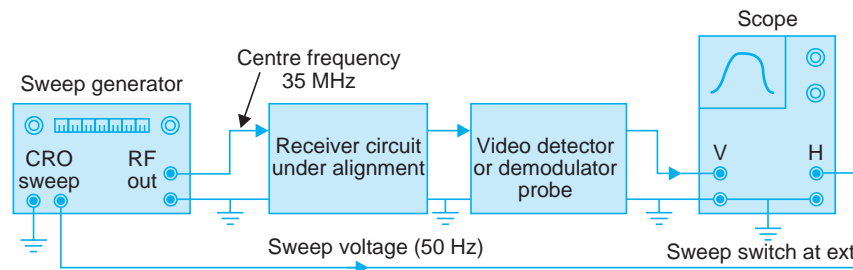 Scope
Centre frequency
35 MHz
Sweep generator
CRO
sweep
RF
out
Receiver circuit
under alignment
Video detector
or demodulator
probe
V
H
Sweep voltage (50 Hz)
Sweep switch at ext